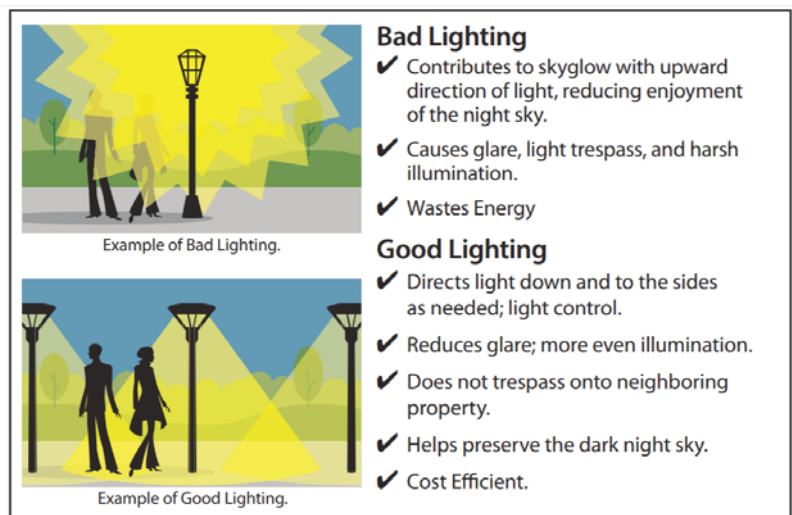 Bad Lighting
✔ Contributes to skyglow with upward
direction of light, reducing enjoyment
of the night sky.
✔ Causes glare, light trespass, and harsh
illumination.
✔ Wastes Energy
Example of Bad Lighting.
Good Lighting
✔ Directs light down and to the sides
as needed; light control.
✔ Reduces glare; more even illumination.
✔ Does not trespass onto neighboring
property.
✔ Helps preserve the dark night sky.
✔ Cost Efficient.
Example of Good Lighting.